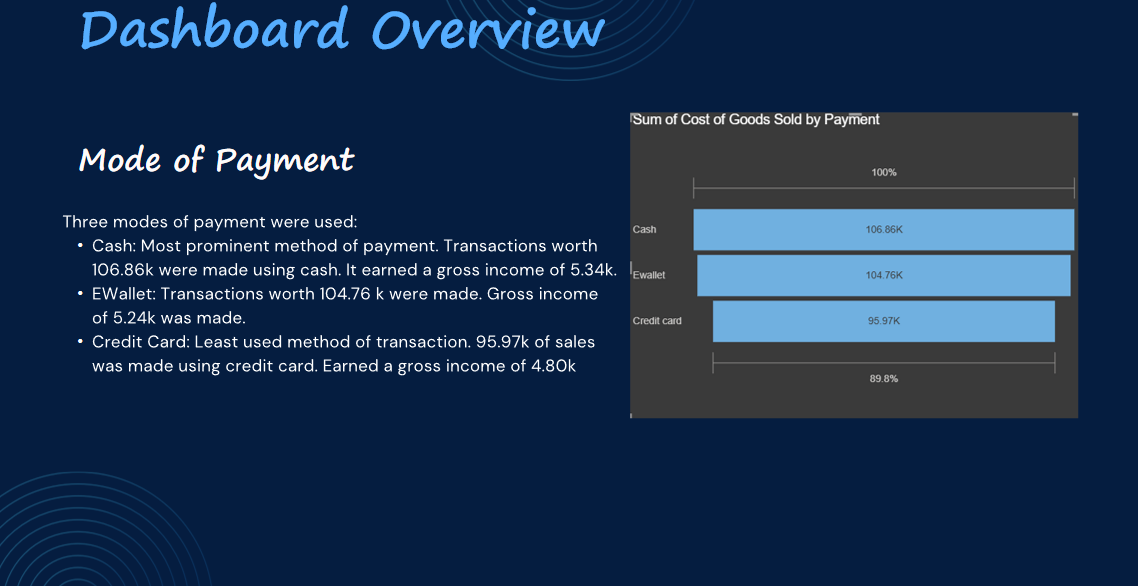 Dashboard Overview
Mode of Payment
Three modes of payment were used:
• Cash: Most prominent method of payment. Transactions worth
106.86k were made using cash. It earned a gross income of 5.34k.
• EWallet: Transactions worth 104.76 k were made. Gross income
of 5.24k was made.
• Credit Card: Least used method of transaction. 95.97k of sales
was made using credit card. Earned a gross income of 4.80k
Sum of Cost of Goods Sold by Payment
100%
Cash 106.86K
Ewallet 104.76K
Credit card 95.97K
89.8%